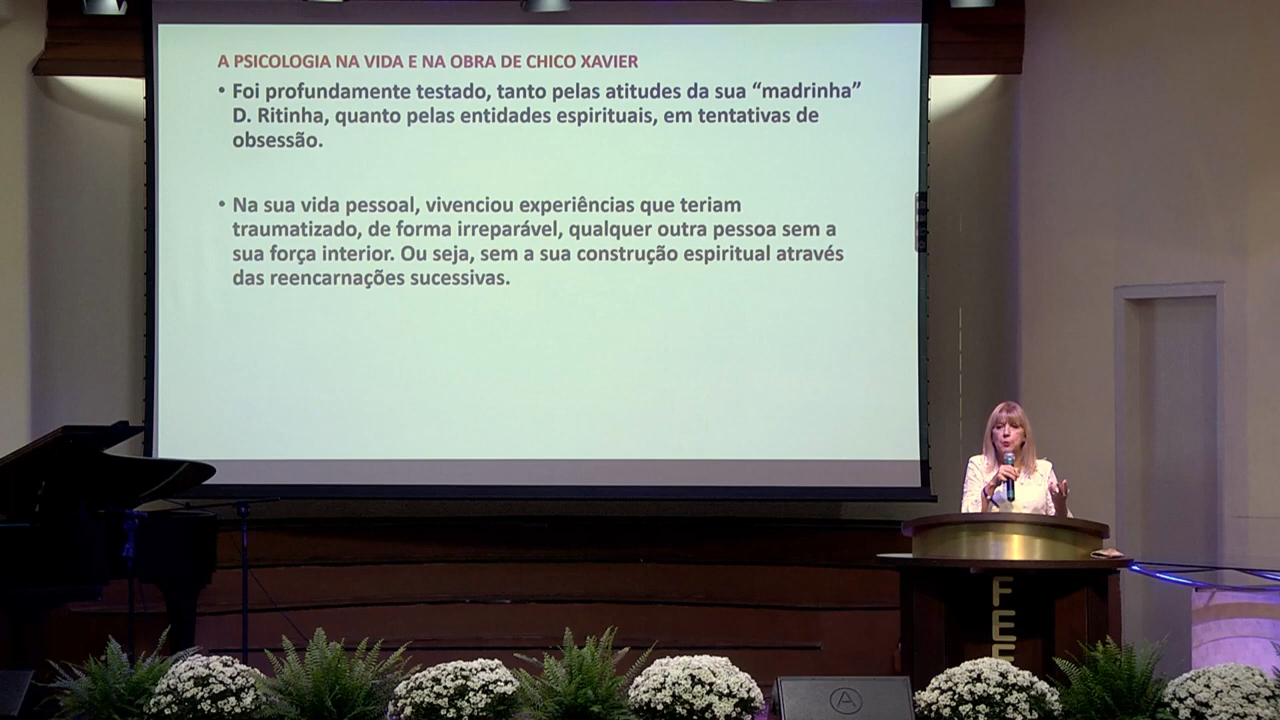 A PSICOLOGIA NA VIDA E NA OBRA DE CHICO XAVIER
• Foi profundamente testado, tanto pelas atitudes da sua “madrinha”
D. Ritinha, quanto pelas entidades espirituais, em tentativas de
obsessão.
• Na sua vida pessoal, vivenciou experiências que teriam
traumatizado, de forma irreparável, qualquer outra pessoa sem a
sua força interior. Ou seja, sem a sua construção espiritual através
das reencarnações sucessivas.
F
E
E
A